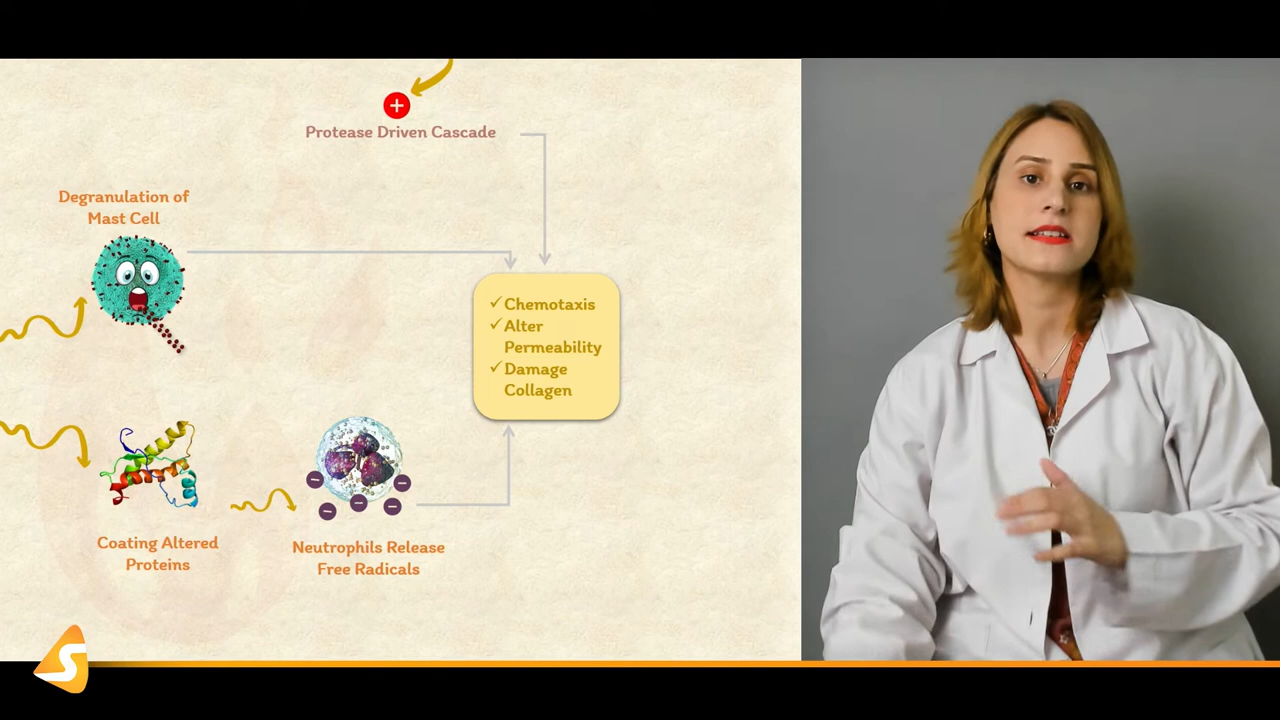 Protease Driven Cascade
Degranulation of
Mast Cell
✓Chemotaxis
✓Alter
Permeability
✓Damage
Collagen
Coating Altered
Proteins
Neutrophils Release
Free Radicals
S